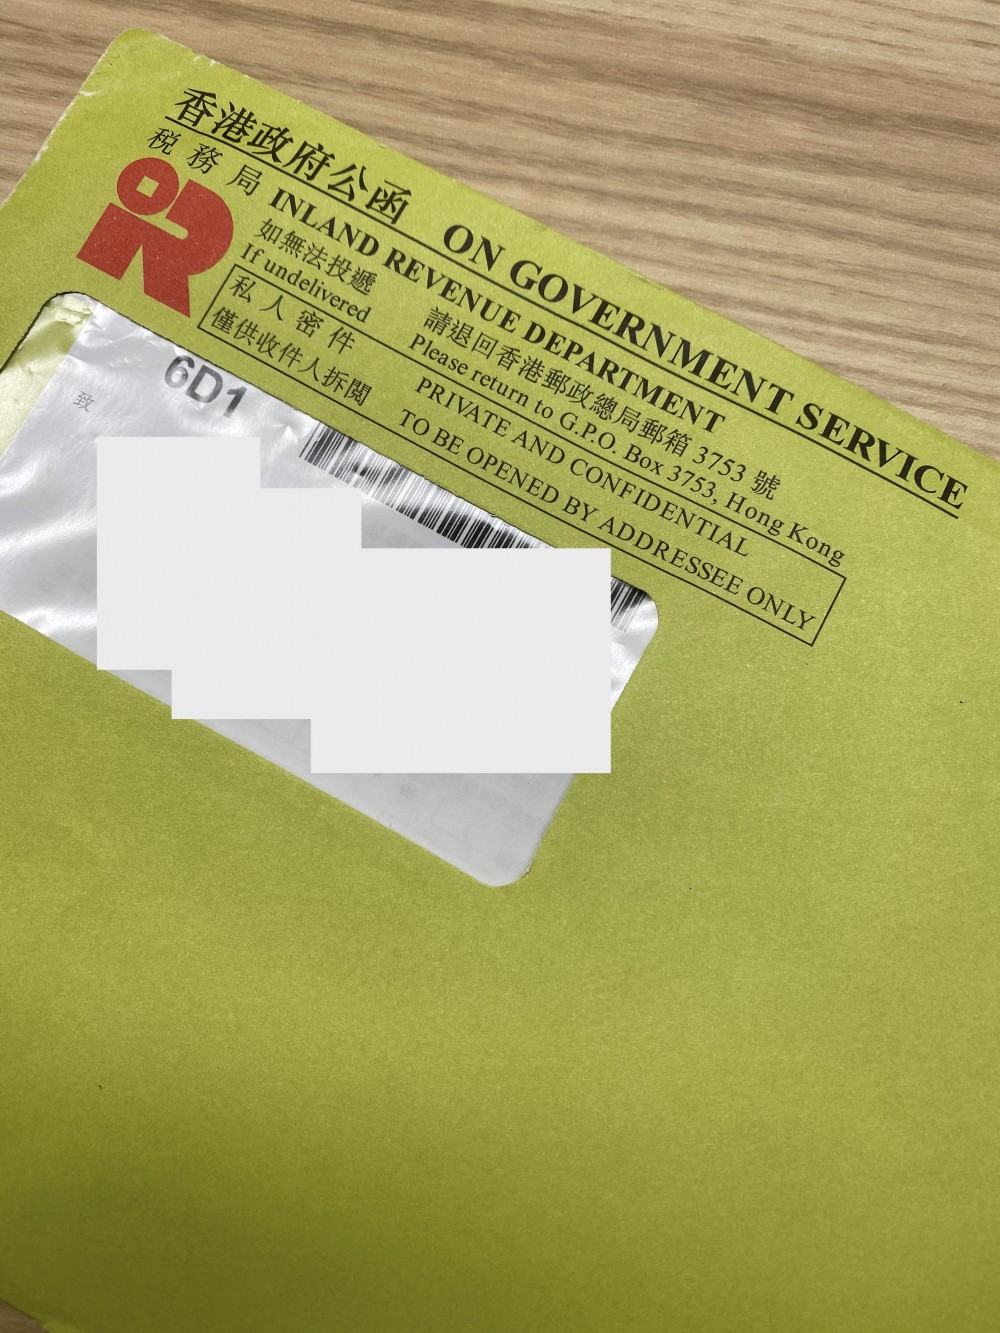 香港政府公函 ON GOVERNMENT SERVICE
税務局 INLAND REVENUE DEPARTMENT
如無法投遞 請退回香港郵政總局郵箱 3753 號
If undelivered Please return to G.P.O. Box 3753, Hong Kong
私人密件 PRIVATE AND CONFIDENTIAL
僅供收件人拆閱 TO BE OPENED BY ADDRESSEE ONLY
6D1
致